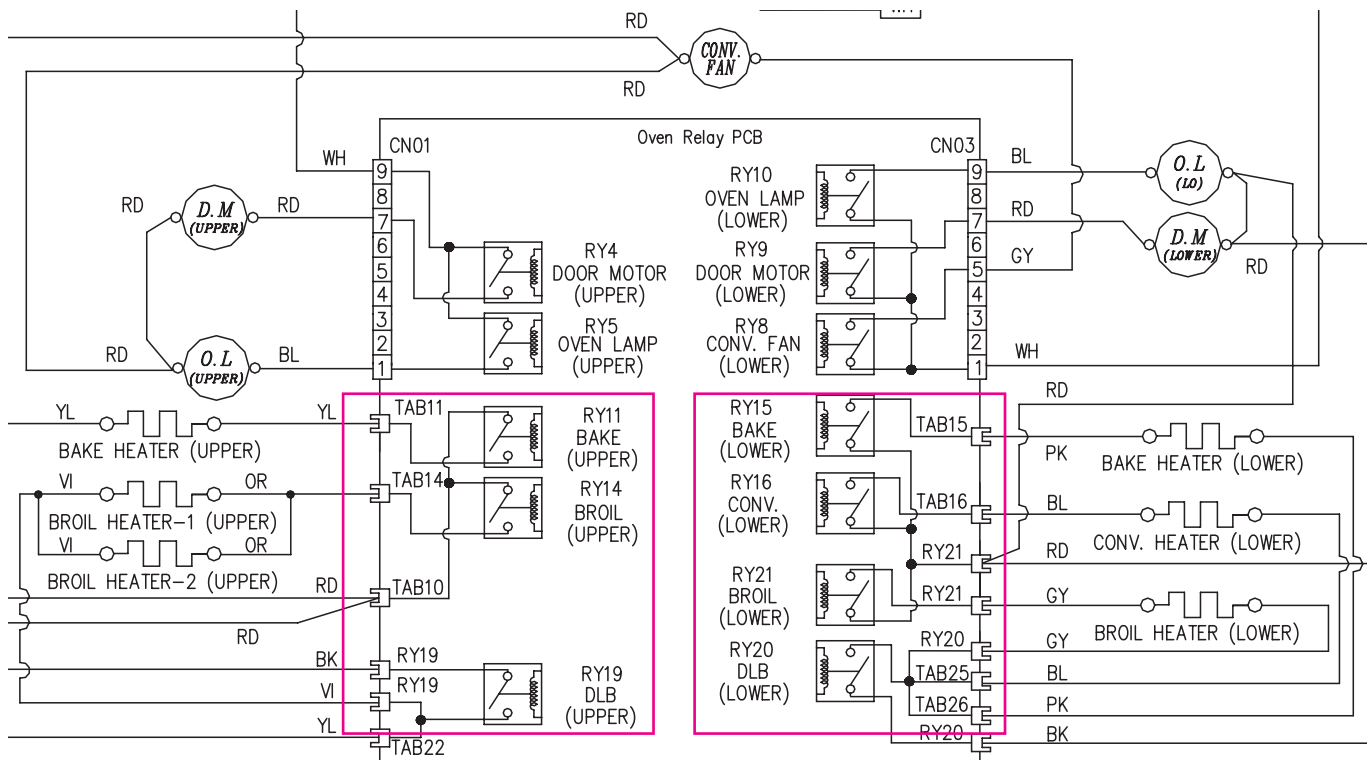 RD
CONV.
FAN
RD
Oven Relay PCB
CN01
CN03
WH
9
8
7
6
5
4
3
2
1
RD
D.M
(UPPER)
RD
RD
O.L
(UPPER)
BL
RY4
DOOR MOTOR
(UPPER)
RY5
OVEN LAMP
(UPPER)
RY10
OVEN LAMP
(LOWER)
RY9
DOOR MOTOR
(LOWER)
RY8
CONV. FAN
(LOWER)
9
8
7
6
5
4
3
2
1
BL
RD
GY
WH
O.L
(LO)
D.M
(LOWER)
RD
RD
YL
YL
BAKE HEATER (UPPER)
VI
OR
BROIL HEATER-1 (UPPER)
VI
OR
BROIL HEATER-2 (UPPER)
RD
RD
BK
VI
YL
TAB11
TAB14
TAB10
RY19
RY19
TAB22
RY11
BAKE
(UPPER)
RY14
BROIL
(UPPER)
RY19
DLB
(UPPER)
RY15
BAKE
(LOWER)
RY16
CONV.
(LOWER)
RY21
BROIL
(LOWER)
RY20
DLB
(LOWER)
TAB15
TAB16
RY21
RY21
RY20
TAB25
TAB26
RY20
PK
BAKE HEATER (LOWER)
BL
CONV. HEATER (LOWER)
RD
GY
BROIL HEATER (LOWER)
GY
BL
PK
BK